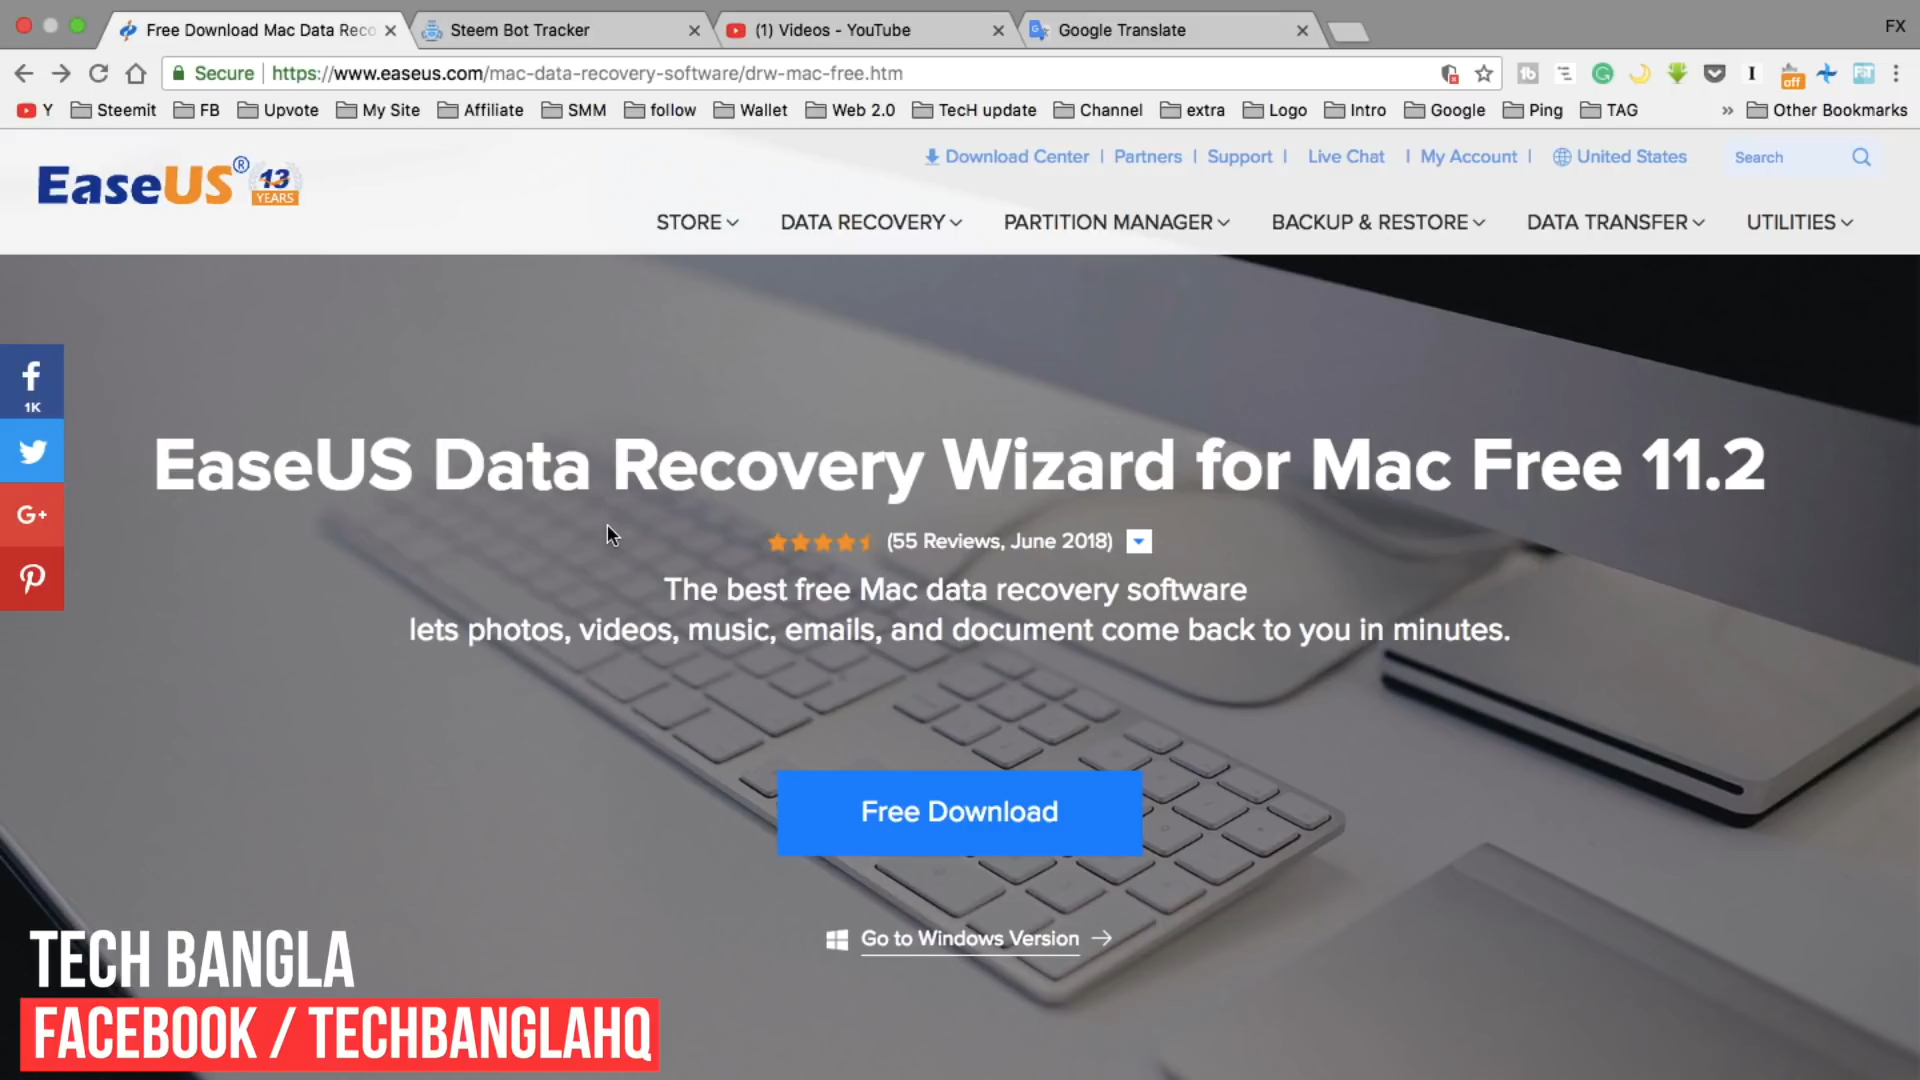 Free Download Mac Data Reco
Steem Bot Tracker
(1) Videos - YouTube
Google Translate
FX
Secure
https://www.easeus.com/mac-data-recovery-software/drw-mac-free.htm
off
Y
Steemit
FB
Upvote
My Site
Affiliate
SMM
follow
Wallet
Web 2.0
TecH update
Channel
extra
Logo
Intro
Google
Ping
TAG
»
Other Bookmarks
EaseUS®
13
YEARS
Download Center | Partners | Support | Live Chat | My Account | United States
Search
STORE
DATA RECOVERY
PARTITION MANAGER
BACKUP & RESTORE
DATA TRANSFER
UTILITIES
1K
G+
EaseUS Data Recovery Wizard for Mac Free 11.2
(55 Reviews, June 2018)
The best free Mac data recovery software
lets photos, videos, music, emails, and document come back to you in minutes.
Free Download
Go to Windows Version
TECH BANGLA
FACEBOOK / TECHBANGLAHQ